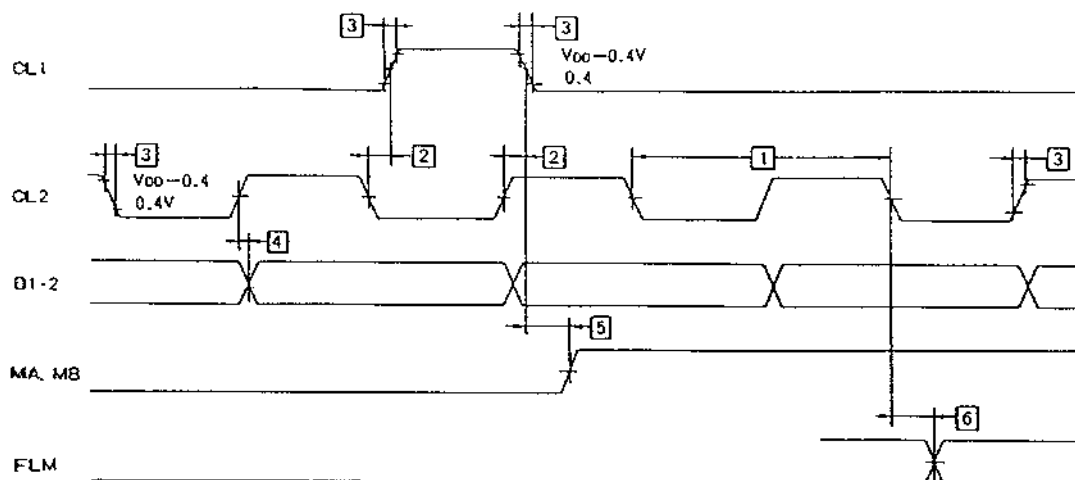 3 3
VDD-0.4V
0.4
CL1
3 2 2 1 3
VDD-0.4
0.4V
CL2
4
D1-2
5
MA, MB
6
FLM